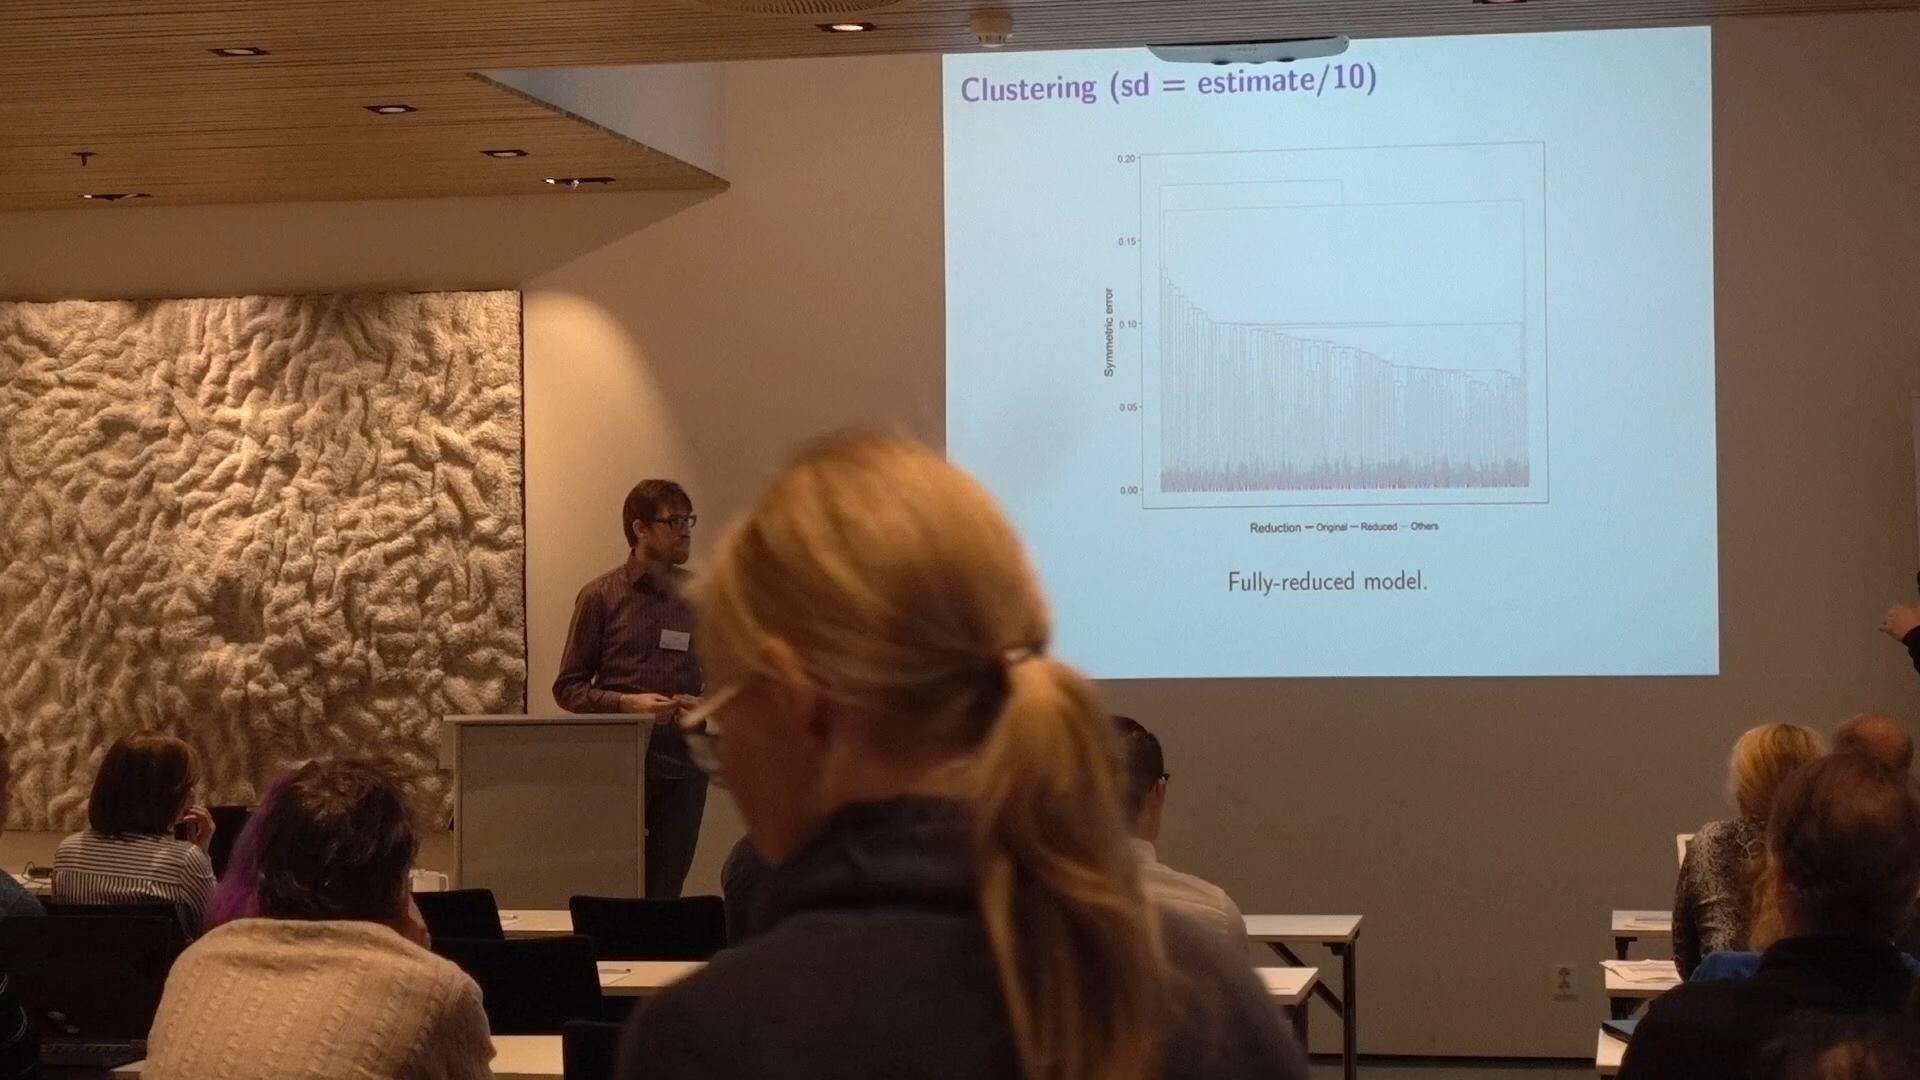 Clustering (sd = estimate/10)
0.20
0.15
0.10
0.05
0.00
Symmetric error
Reduction Original Reduced Others
Fully-reduced model.